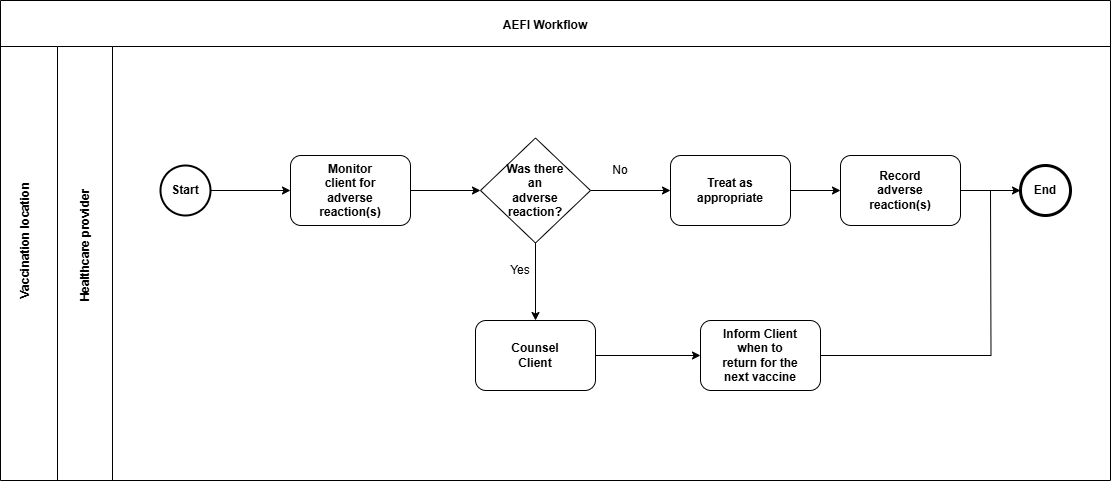 AEFI Workflow
Vaccination location
Healthcare provider
Start
Monitor
client for
adverse
reaction(s)
Was there
an
adverse
reaction?
No
Treat as
appropriate
Record
adverse
reaction(s)
End
Yes
Counsel
Client
Inform Client
when to
return for the
next vaccine